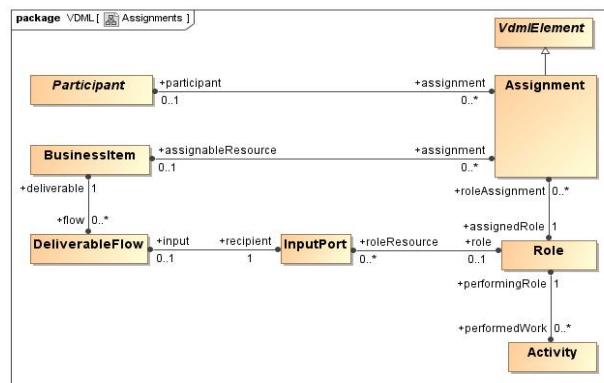 package VDML [ Assignments ]
VdmlElement
Participant
+participant
+assignment
0..1
0..*
Assignment
BusinessItem
+assignableResource
+assignment
0..1
0..*
+deliverable 1
+roleAssignment 0..*
+flow 0..*
+assignedRole 1
DeliverableFlow
+input
+recipient
InputPort
+roleResource
+role
Role
0..1
1
0..*
0..1
+performingRole 1
+performedWork 0..*
Activity